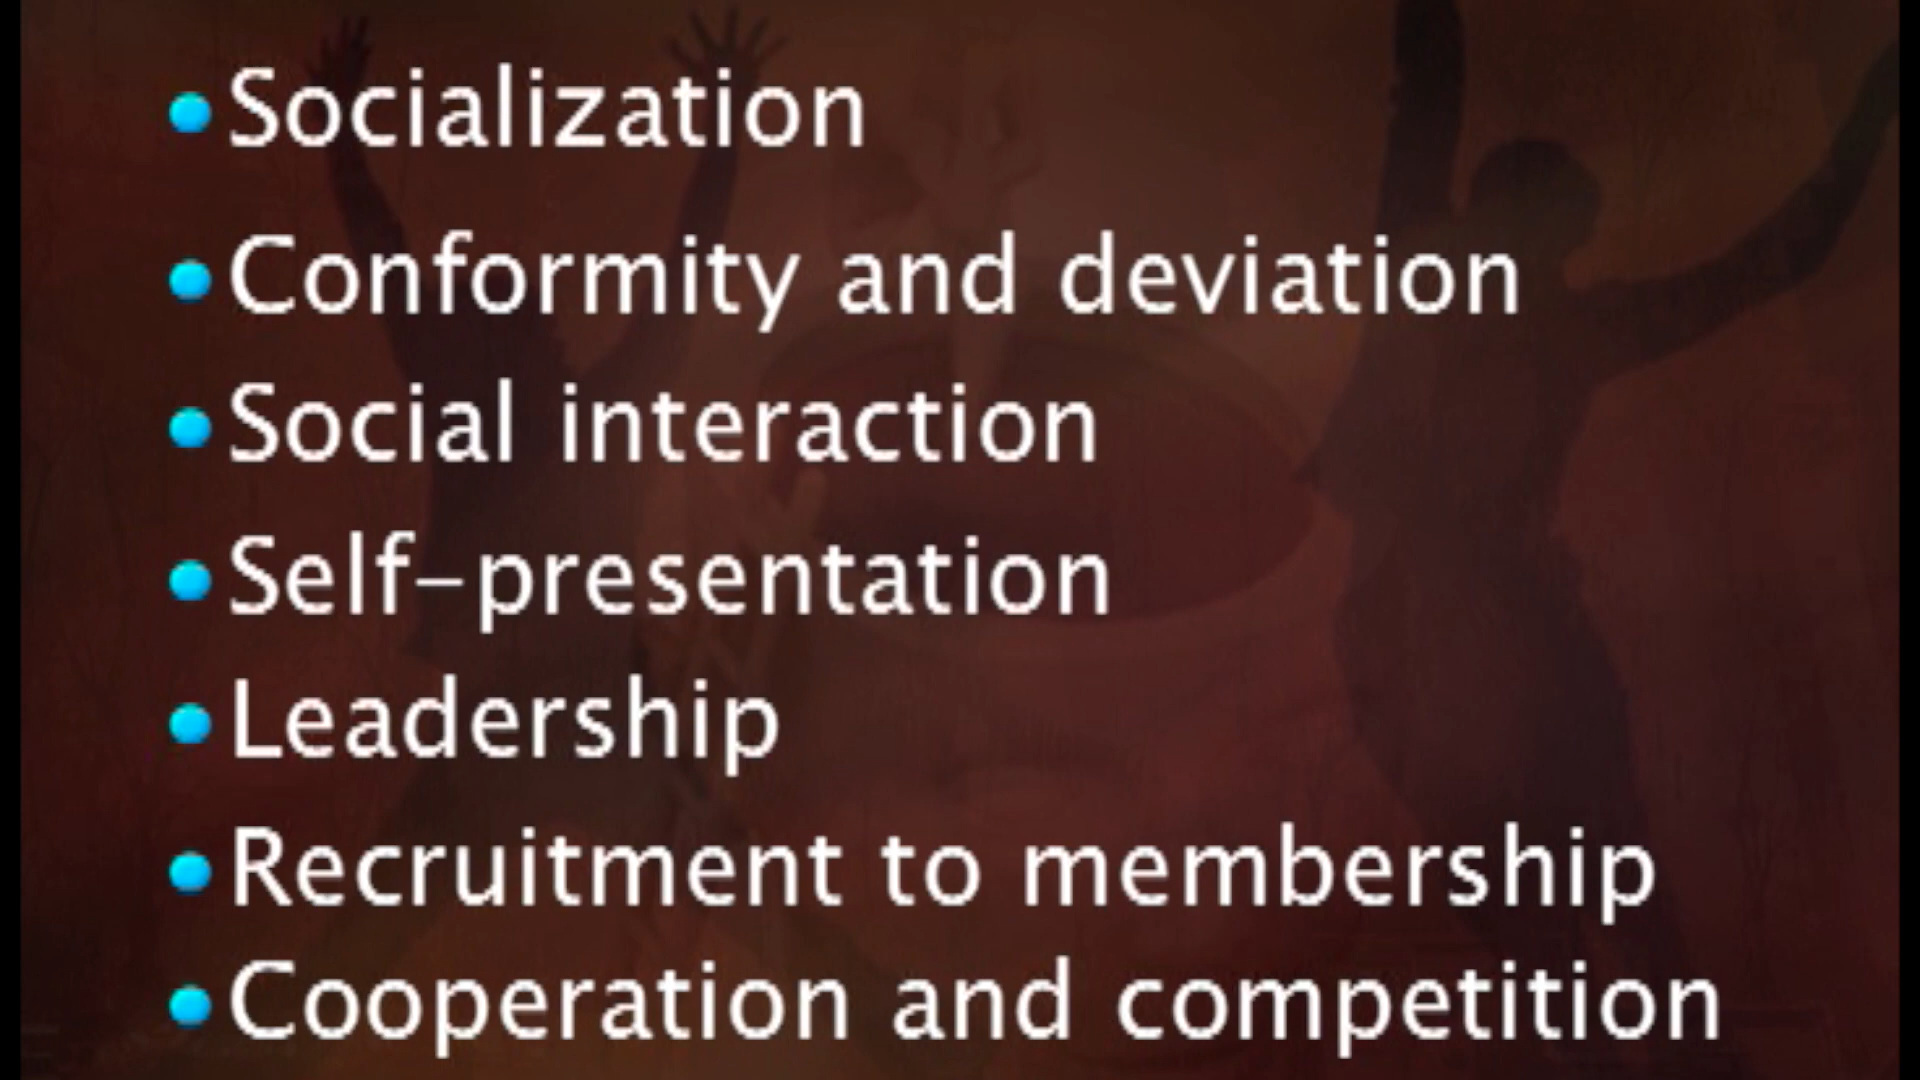 • Socialization
• Conformity and deviation
• Social interaction
• Self-presentation
• Leadership
• Recruitment to membership
• Cooperation and competition